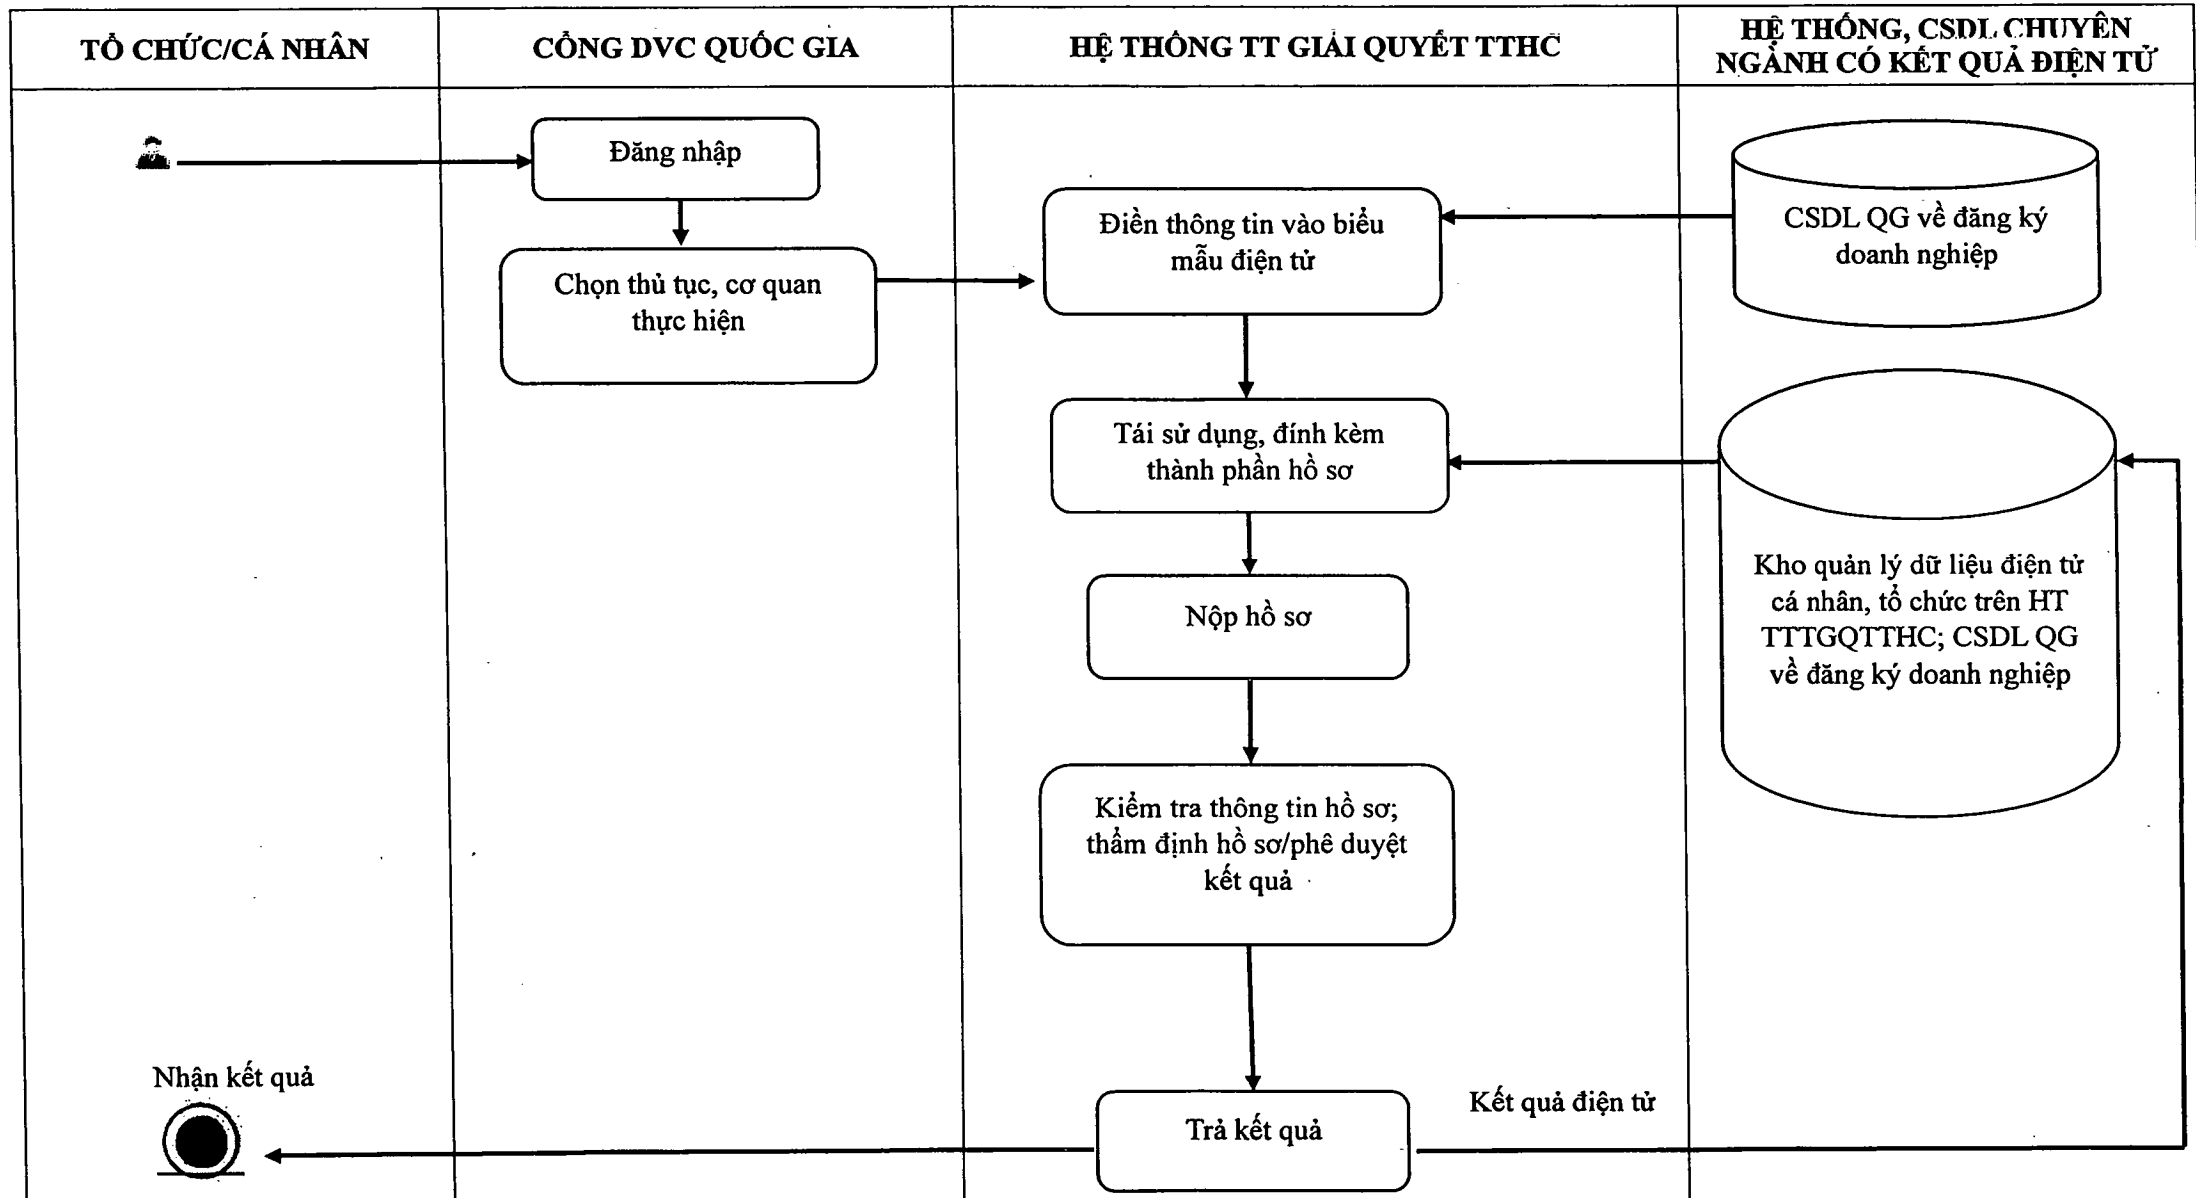 TỔ CHỨC/CÁ NHÂN
CỔNG DVC QUỐC GIA
HỆ THỐNG TT GIẢI QUYẾT TTHC
HỆ THỐNG, CSDL CHUYÊN
NGÀNH CÓ KẾT QUẢ ĐIỆN TỬ
Đăng nhập
Chọn thủ tục, cơ quan
thực hiện
Điền thông tin vào biểu
mẫu điện tử
CSDL QG về đăng ký
doanh nghiệp
Tái sử dụng, đính kèm
thành phần hồ sơ
Kho quản lý dữ liệu điện tử
cá nhân, tổ chức trên HT
TTTGQTTHC; CSDL QG
về đăng ký doanh nghiệp
Nộp hồ sơ
Kiểm tra thông tin hồ sơ;
thẩm định hồ sơ/phê duyệt
kết quả
Nhận kết quả
Trả kết quả
Kết quả điện tử